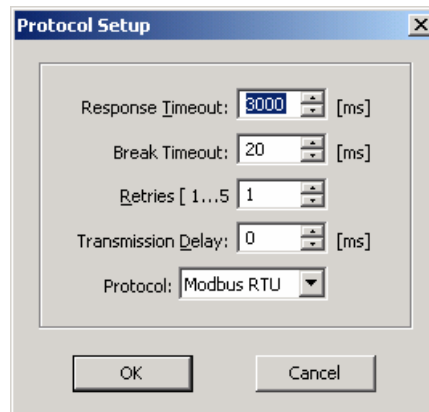 Protocol Setup
Response Timeout: 3000 [ms]
Break Timeout: 20 [ms]
Retries [ 1...5 1
Transmission Delay: 0 [ms]
Protocol: Modbus RTU
OK Cancel